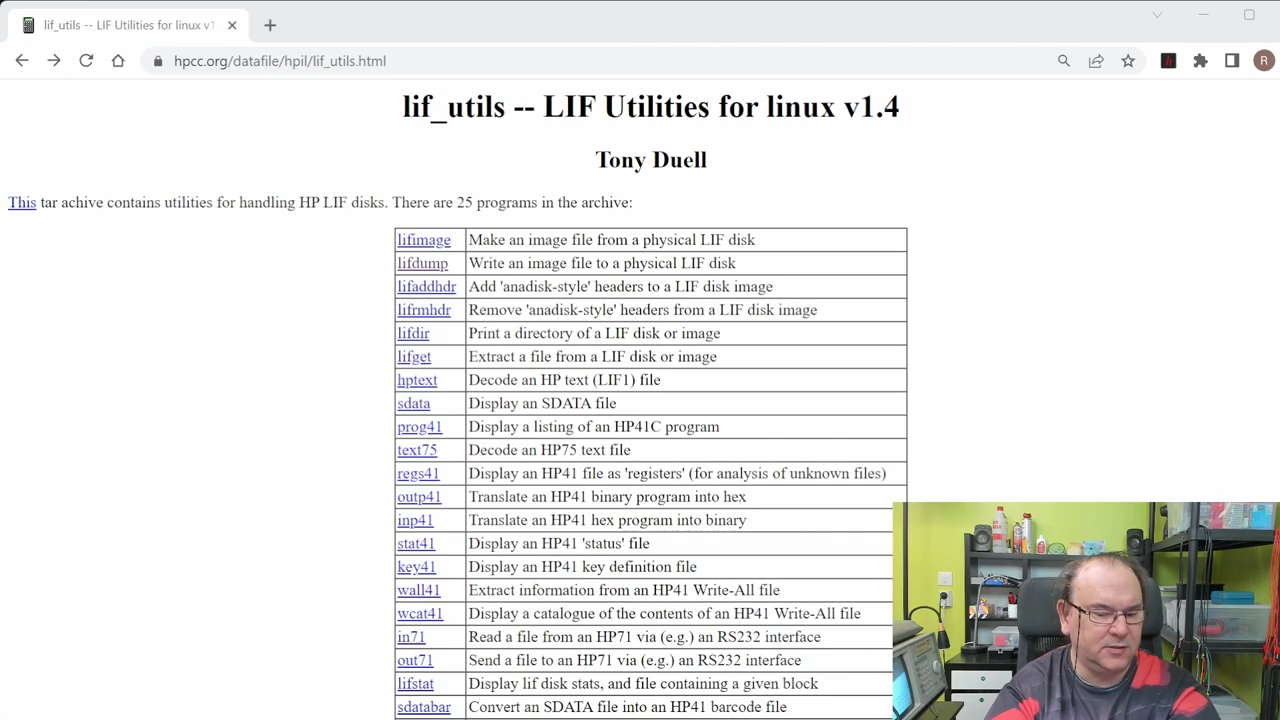 lif_utils -- LIF Utilities for linux v1.
hpcc.org/datafile/hpil/lif_utils.html
R
lif_utils -- LIF Utilities for linux v1.4
Tony Duell
This tar achive contains utilities for handling HP LIF disks. There are 25 programs in the archive:
lifimage Make an image file from a physical LIF disk
lifdump Write an image file to a physical LIF disk
lifaddhdr Add 'anadisk-style' headers to a LIF disk image
lifrmhdr Remove 'anadisk-style' headers from a LIF disk image
lifdir Print a directory of a LIF disk or image
lifget Extract a file from a LIF disk or image
hptext Decode an HP text (LIF1) file
sdata Display an SDATA file
prog41 Display a listing of an HP41C program
text75 Decode an HP75 text file
regs41 Display an HP41 file as 'registers' (for analysis of unknown files)
outp41 Translate an HP41 binary program into hex
inp41 Translate an HP41 hex program into binary
stat41 Display an HP41 'status' file
key41 Display an HP41 key definition file
wall41 Extract information from an HP41 Write-All file
wcat41 Display a catalogue of the contents of an HP41 Write-All file
in71 Read a file from an HP71 via (e.g.) an RS232 interface
out71 Send a file to an HP71 via (e.g.) an RS232 interface
lifstat Display lif disk stats, and file containing a given block
sdatabar Convert an SDATA file into an HP41 barcode file